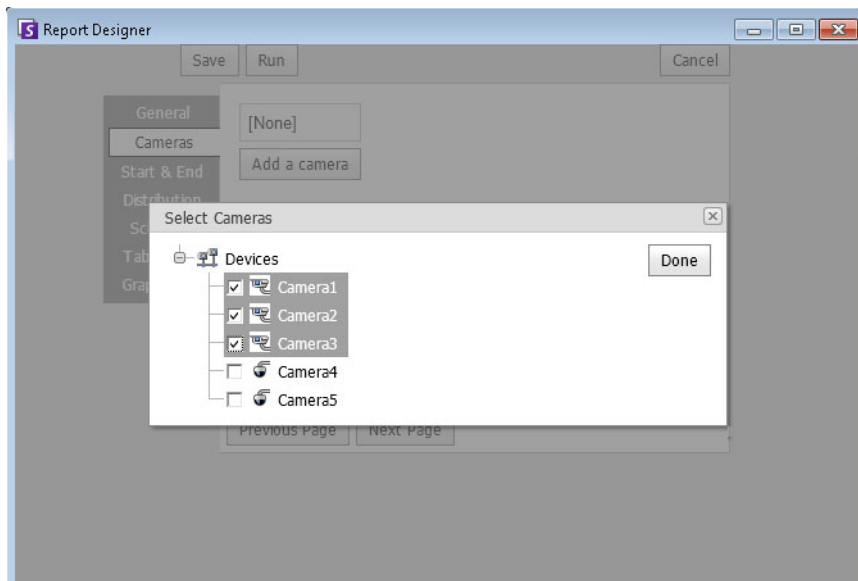 Report Designer
Save Run Cancel
General
[None]
Cameras
Add a camera
Start & End
Distribution
Select Cameras
Devices
Done
Camera1
Camera2
Camera3
Camera4
Camera5
Previous Page Next Page